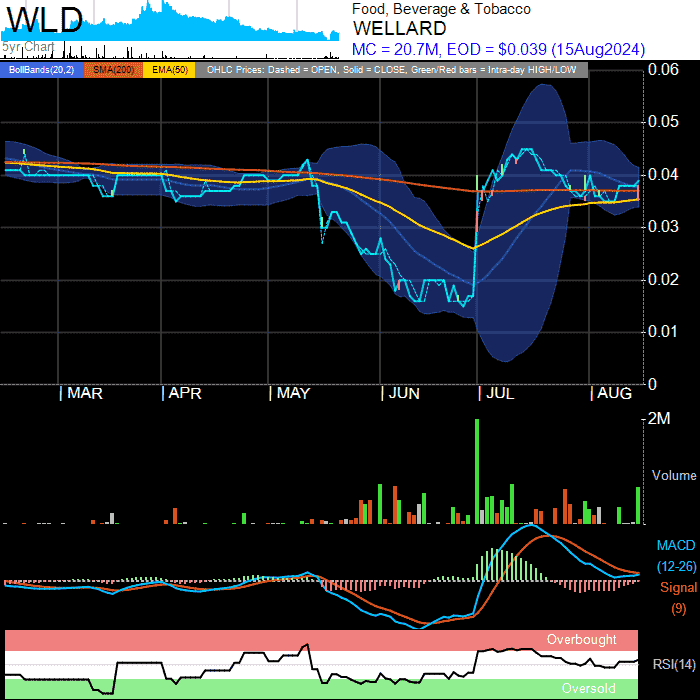 WLD
5yr Chart
Food, Beverage & Tobacco
WELLARD
MC = 20.7M, EOD = $0.039 (15Aug2024)
BollBands(20,2) SMA(200) EMA(50) OHLC Prices: Dashed = OPEN, Solid = CLOSE, Green/Red bars = Intra-day HIGH/LOW
0.06
0.05
0.04
0.03
0.02
0.01
0
MAR APR MAY JUN JUL AUG
2M
Volume
MACD
(12-26)
Signal
(9)
Overbought
RSI(14)
Oversold